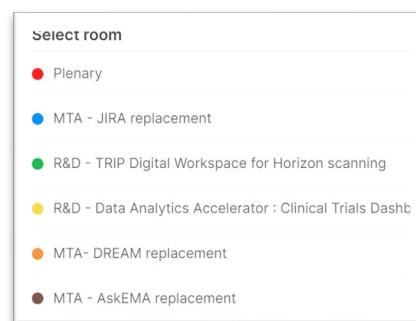 Select room
Plenary
MTA - JIRA replacement
R&D - TRIP Digital Workspace for Horizon scanning
R&D - Data Analytics Accelerator : Clinical Trials Dashb
MTA- DREAM replacement
MTA - AskEMA replacement